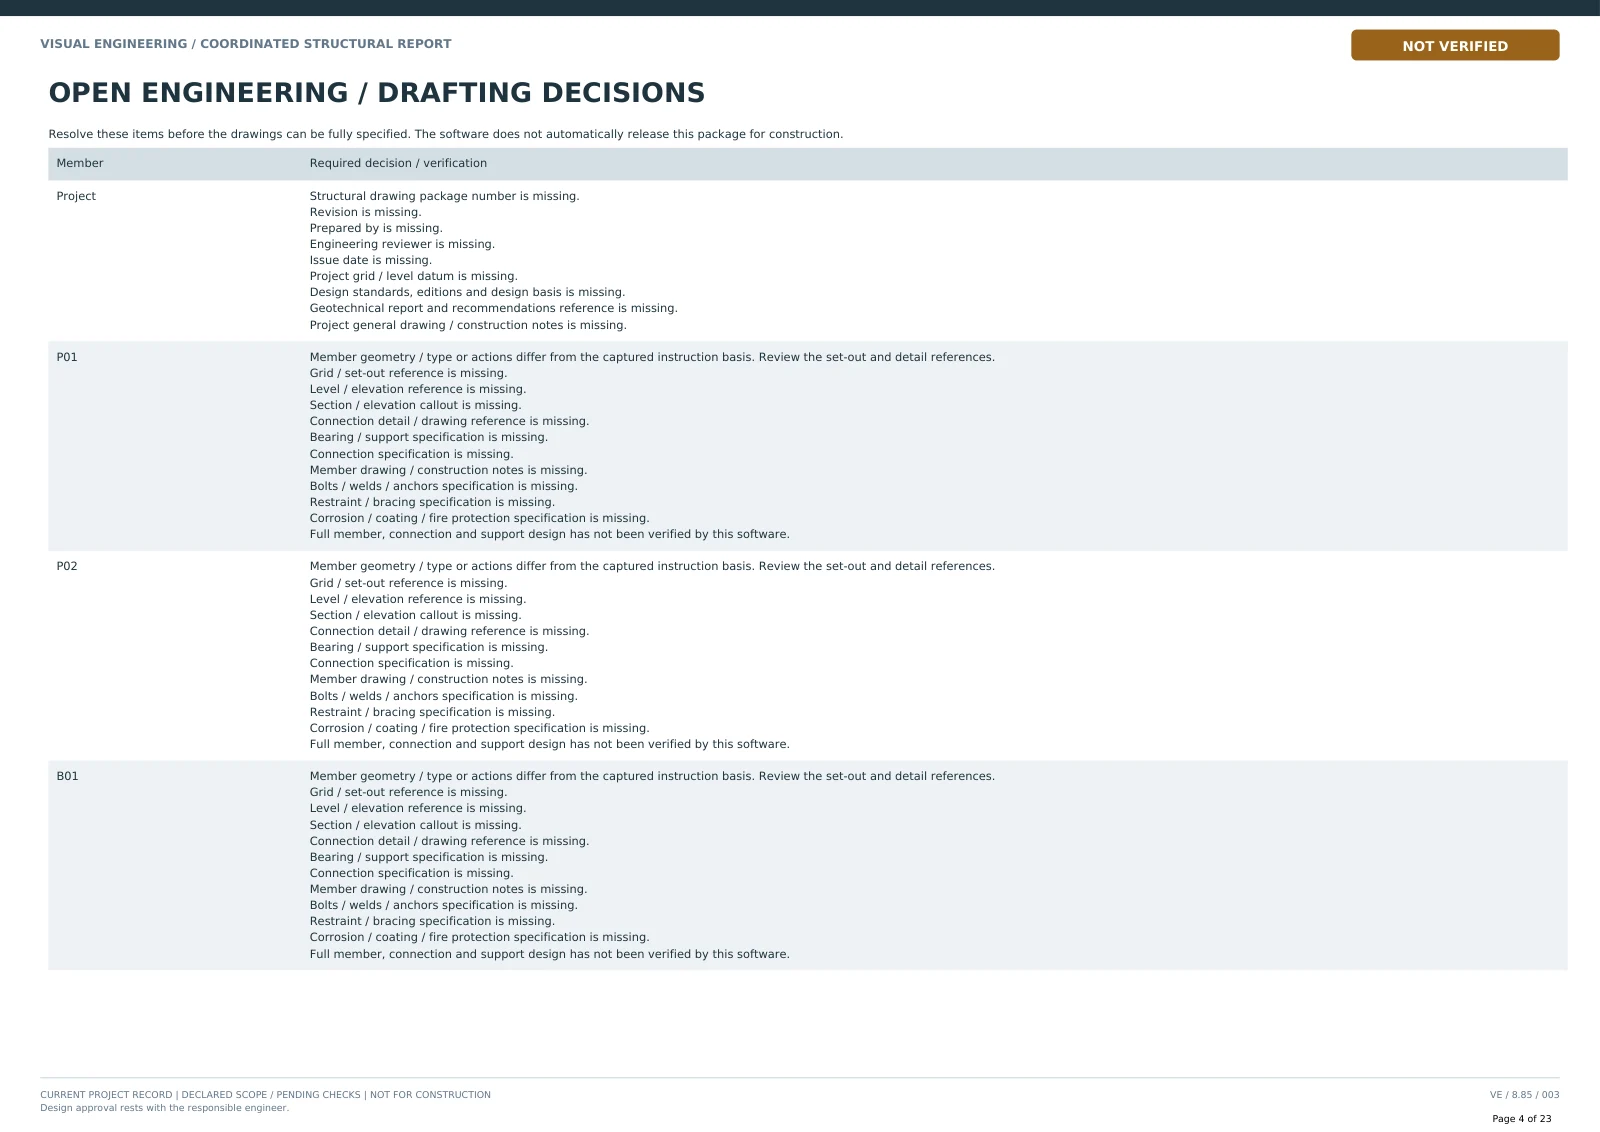 VISUAL ENGINEERING / COORDINATED STRUCTURAL REPORT
NOT VERIFIED
OPEN ENGINEERING / DRAFTING DECISIONS
Resolve these items before the drawings can be fully specified. The software does not automatically release this package for construction.
Member Required decision / verification
Project Structural drawing package number is missing.
Revision is missing.
Prepared by is missing.
Engineering reviewer is missing.
Issue date is missing.
Project grid / level datum is missing.
Design standards, editions and design basis is missing.
Geotechnical report and recommendations reference is missing.
Project general drawing / construction notes is missing.
P01 Member geometry / type or actions differ from the captured instruction basis. Review the set-out and detail references.
Grid / set-out reference is missing.
Level / elevation reference is missing.
Section / elevation callout is missing.
Connection detail / drawing reference is missing.
Bearing / support specification is missing.
Connection specification is missing.
Member drawing / construction notes is missing.
Bolts / welds / anchors specification is missing.
Restraint / bracing specification is missing.
Corrosion / coating / fire protection specification is missing.
Full member, connection and support design has not been verified by this software.
P02 Member geometry / type or actions differ from the captured instruction basis. Review the set-out and detail references.
Grid / set-out reference is missing.
Level / elevation reference is missing.
Section / elevation callout is missing.
Connection detail / drawing reference is missing.
Bearing / support specification is missing.
Connection specification is missing.
Member drawing / construction notes is missing.
Bolts / welds / anchors specification is missing.
Restraint / bracing specification is missing.
Corrosion / coating / fire protection specification is missing.
Full member, connection and support design has not been verified by this software.
B01 Member geometry / type or actions differ from the captured instruction basis. Review the set-out and detail references.
Grid / set-out reference is missing.
Level / elevation reference is missing.
Section / elevation callout is missing.
Connection detail / drawing reference is missing.
Bearing / support specification is missing.
Connection specification is missing.
Member drawing / construction notes is missing.
Bolts / welds / anchors specification is missing.
Restraint / bracing specification is missing.
Corrosion / coating / fire protection specification is missing.
Full member, connection and support design has not been verified by this software.
CURRENT PROJECT RECORD | DECLARED SCOPE / PENDING CHECKS | NOT FOR CONSTRUCTION
Design approval rests with the responsible engineer.
VE / 8.85 / 003
Page 4 of 23